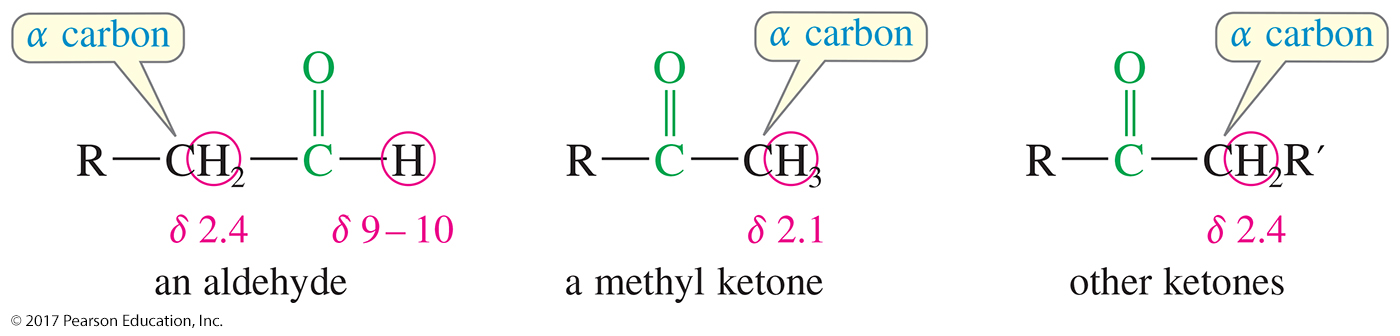 α carbon
α carbon
α carbon
O
O
O
R—CH₂—C—H
R—C—CH₃
R—C—CH₂R′
δ 2.4
δ 9–10
δ 2.1
δ 2.4
an aldehyde
a methyl ketone
other ketones
© 2017 Pearson Education, Inc.